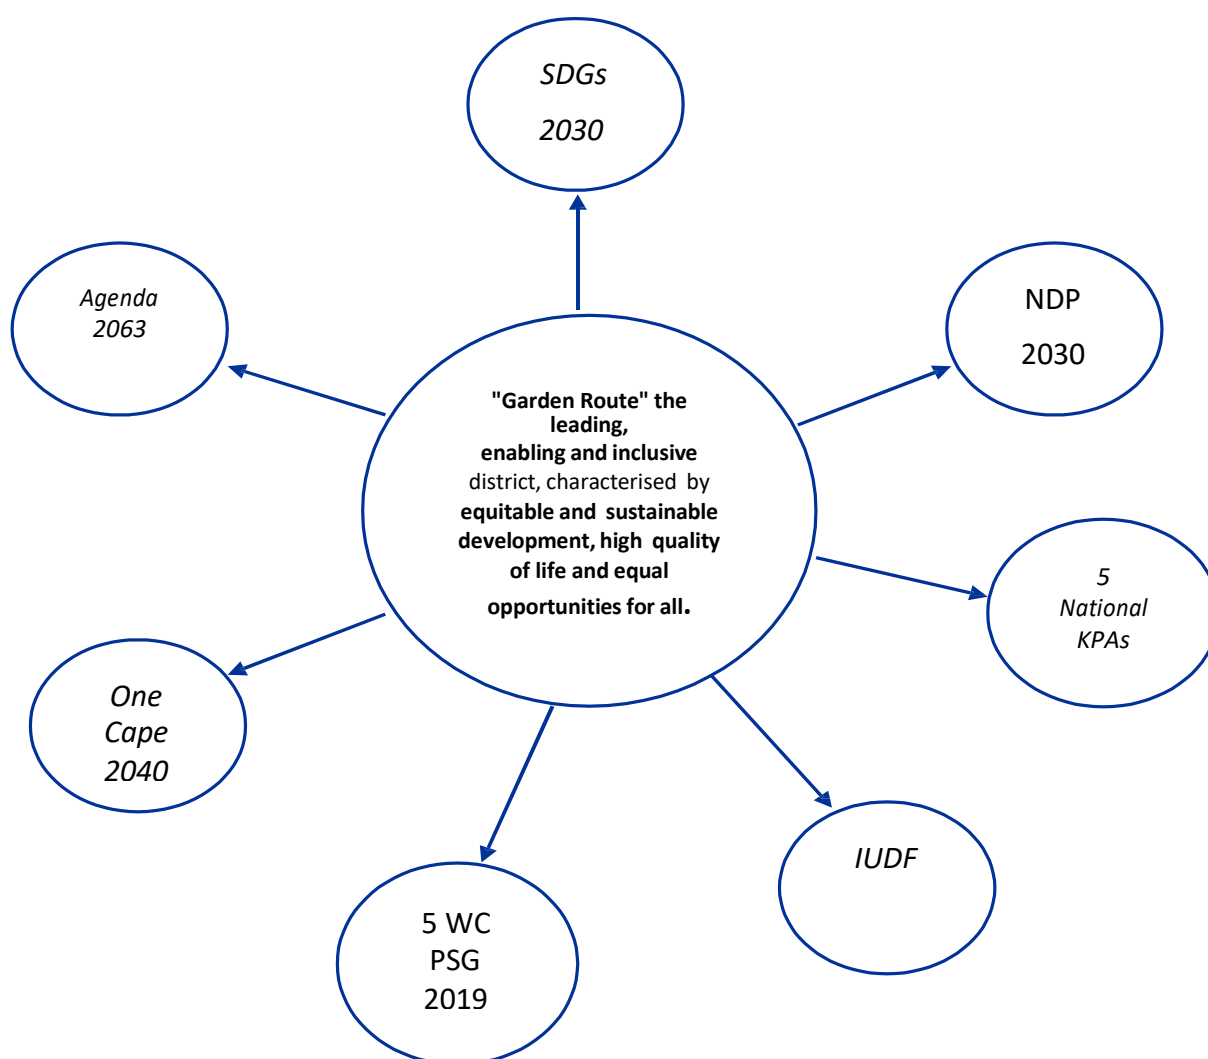 SDGs
2030
Agenda
2063
NDP
2030
"Garden Route" the
leading,
enabling and inclusive
district, characterised by
equitable and sustainable
development, high quality
of life and equal
opportunities for all.
5
National
KPAs
One
Cape
2040
IUDF
5 WC
PSG
2019